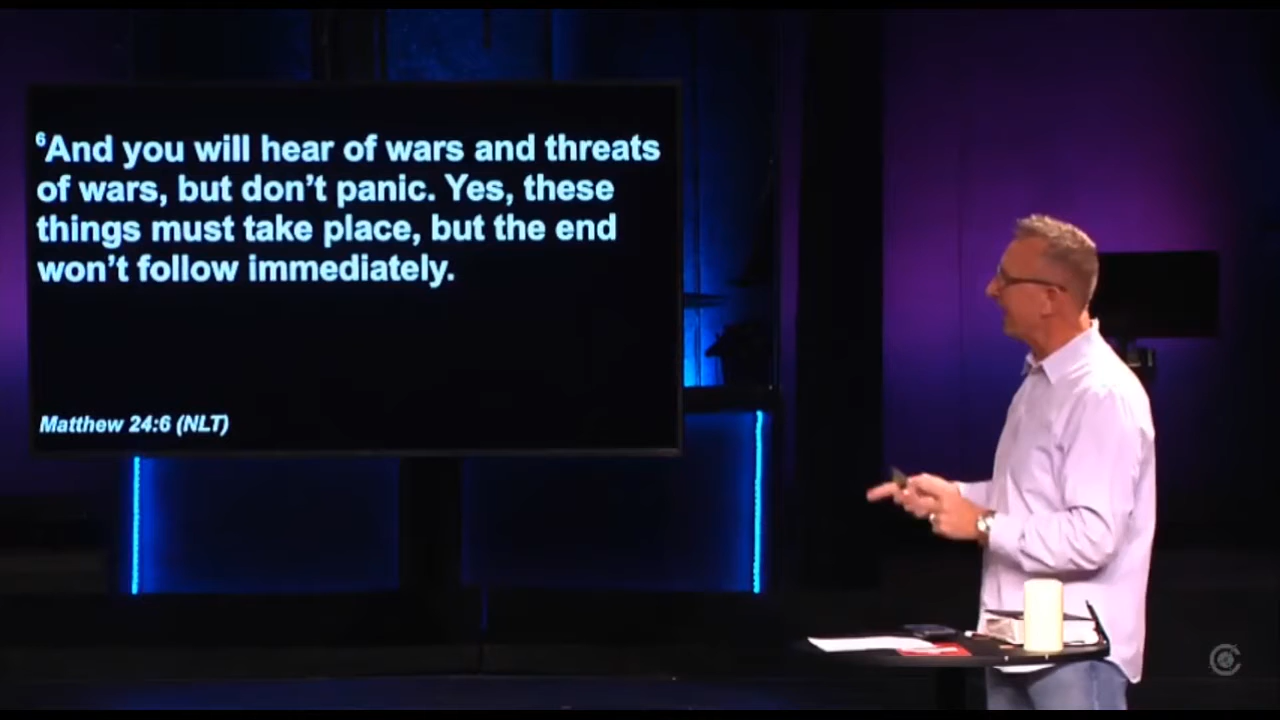 ⁶And you will hear of wars and threats
of wars, but don’t panic. Yes, these
things must take place, but the end
won’t follow immediately.
Matthew 24:6 (NLT)